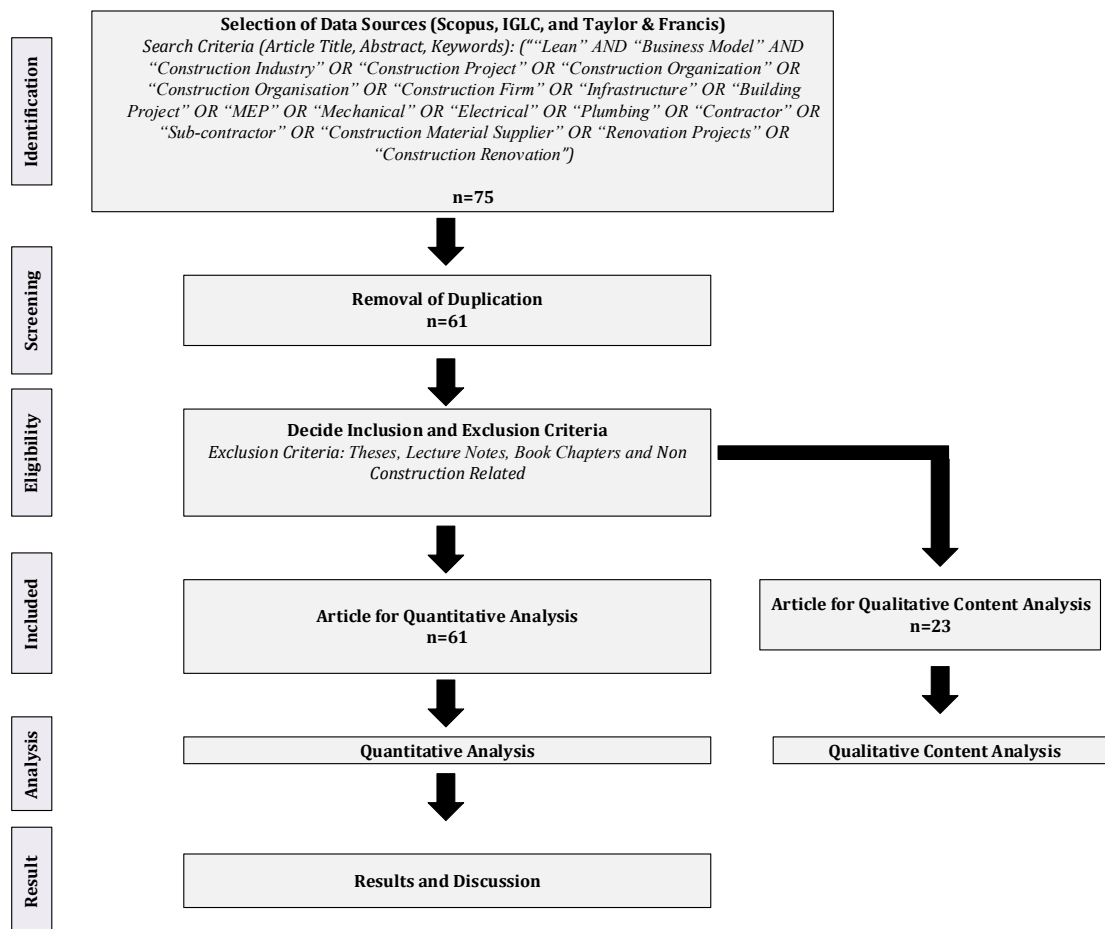 Identification
Selection of Data Sources (Scopus, IGLC, and Taylor & Francis)
Search Criteria (Article Title, Abstract, Keywords): (““Lean” AND “Business Model” AND
“Construction Industry” OR “Construction Project” OR “Construction Organization” OR
“Construction Organisation” OR “Construction Firm” OR “Infrastructure” OR “Building
Project” OR “MEP” OR “Mechanical” OR “Electrical” OR “Plumbing” OR “Contractor” OR
“Sub-contractor” OR “Construction Material Supplier” OR “Renovation Projects” OR
“Construction Renovation”)
n=75
Screening
Removal of Duplication
n=61
Eligibility
Decide Inclusion and Exclusion Criteria
Exclusion Criteria: Theses, Lecture Notes, Book Chapters and Non
Construction Related
Included
Article for Quantitative Analysis
n=61
Article for Qualitative Content Analysis
n=23
Analysis
Quantitative Analysis
Qualitative Content Analysis
Result
Results and Discussion